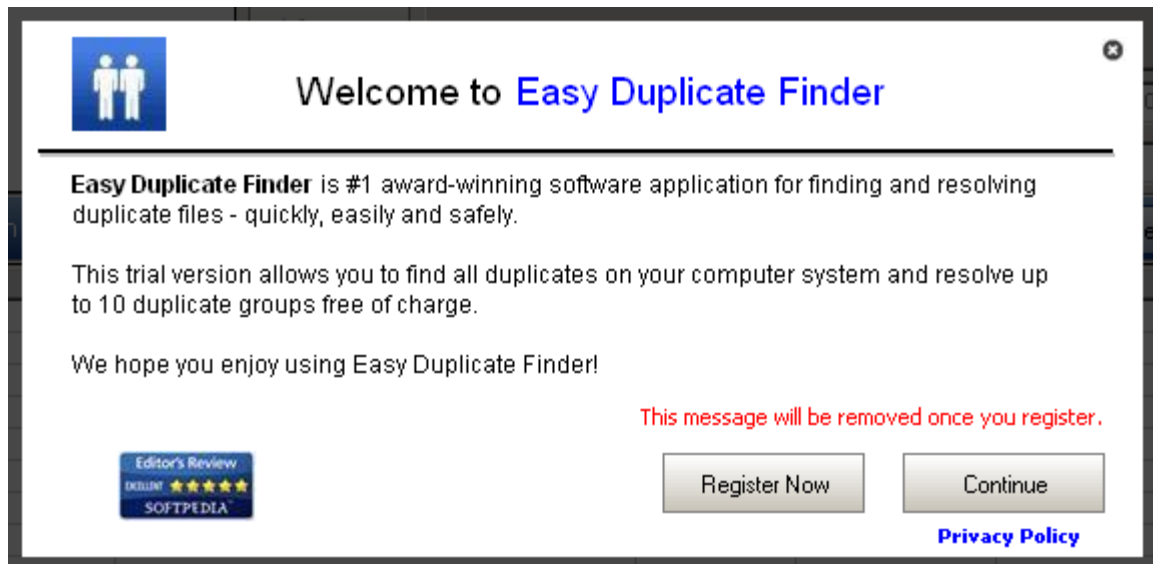 Welcome to Easy Duplicate Finder
Easy Duplicate Finder is #1 award-winning software application for finding and resolving
duplicate files - quickly, easily and safely.
This trial version allows you to find all duplicates on your computer system and resolve up
to 10 duplicate groups free of charge.
We hope you enjoy using Easy Duplicate Finder!
This message will be removed once you register.
Editor's Review
EXCELLENT
SOFTPEDIA
Register Now
Continue
Privacy Policy